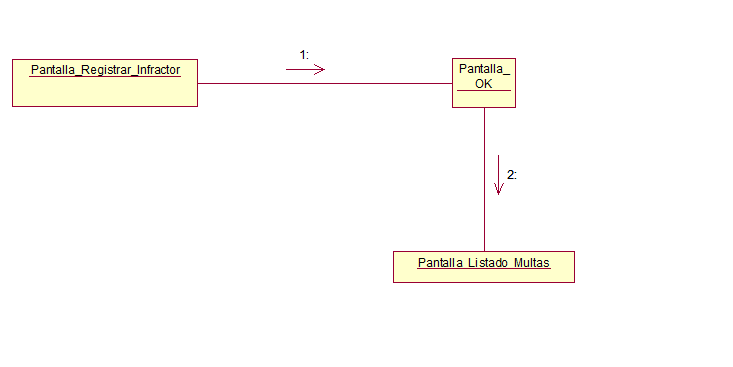 1:
Pantalla_Registrar_Infractor
Pantalla_
OK
2:
Pantalla_Listado_Multas